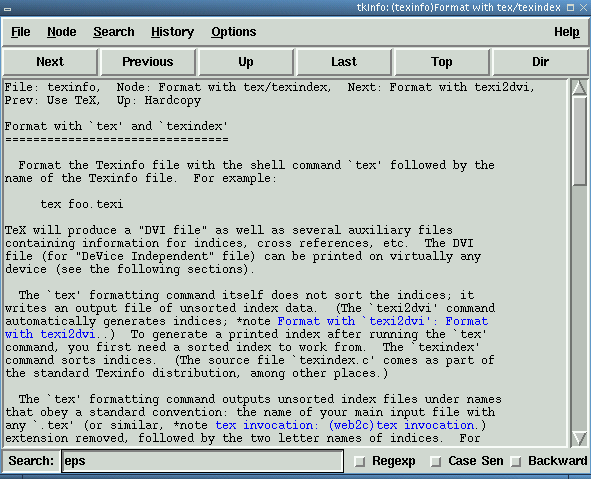 tkInfo: (texinfo)Format with tex/texindex
File Node Search History Options Help
Next Previous Up Last Top Dir
File: texinfo,  Node: Format with tex/texindex,  Next: Format with texi2dvi,
Prev: Use TeX,  Up: Hardcopy
Format with `tex' and `texindex'
================================
Format the Texinfo file with the shell command `tex' followed by the
name of the Texinfo file.  For example:
tex foo.texi
TeX will produce a "DVI file" as well as several auxiliary files
containing information for indices, cross references, etc.  The DVI
file (for "DeVice Independent" file) can be printed on virtually any
device (see the following sections).
The `tex' formatting command itself does not sort the indices; it
writes an output file of unsorted index data.  (The `texi2dvi' command
automatically generates indices; *note Format with `texi2dvi': Format
with texi2dvi..)  To generate a printed index after running the `tex'
command, you first need a sorted index to work from.  The `texindex'
command sorts indices.  (The source file `texindex.c' comes as part of
the standard Texinfo distribution, among other places.)
The `tex' formatting command outputs unsorted index files under names
that obey a standard convention: the name of your main input file with
any `.tex' (or similar, *note tex invocation: (web2c)tex invocation.)
extension removed, followed by the two letter names of indices.  For
Search: eps Regexp Case Sen Backward